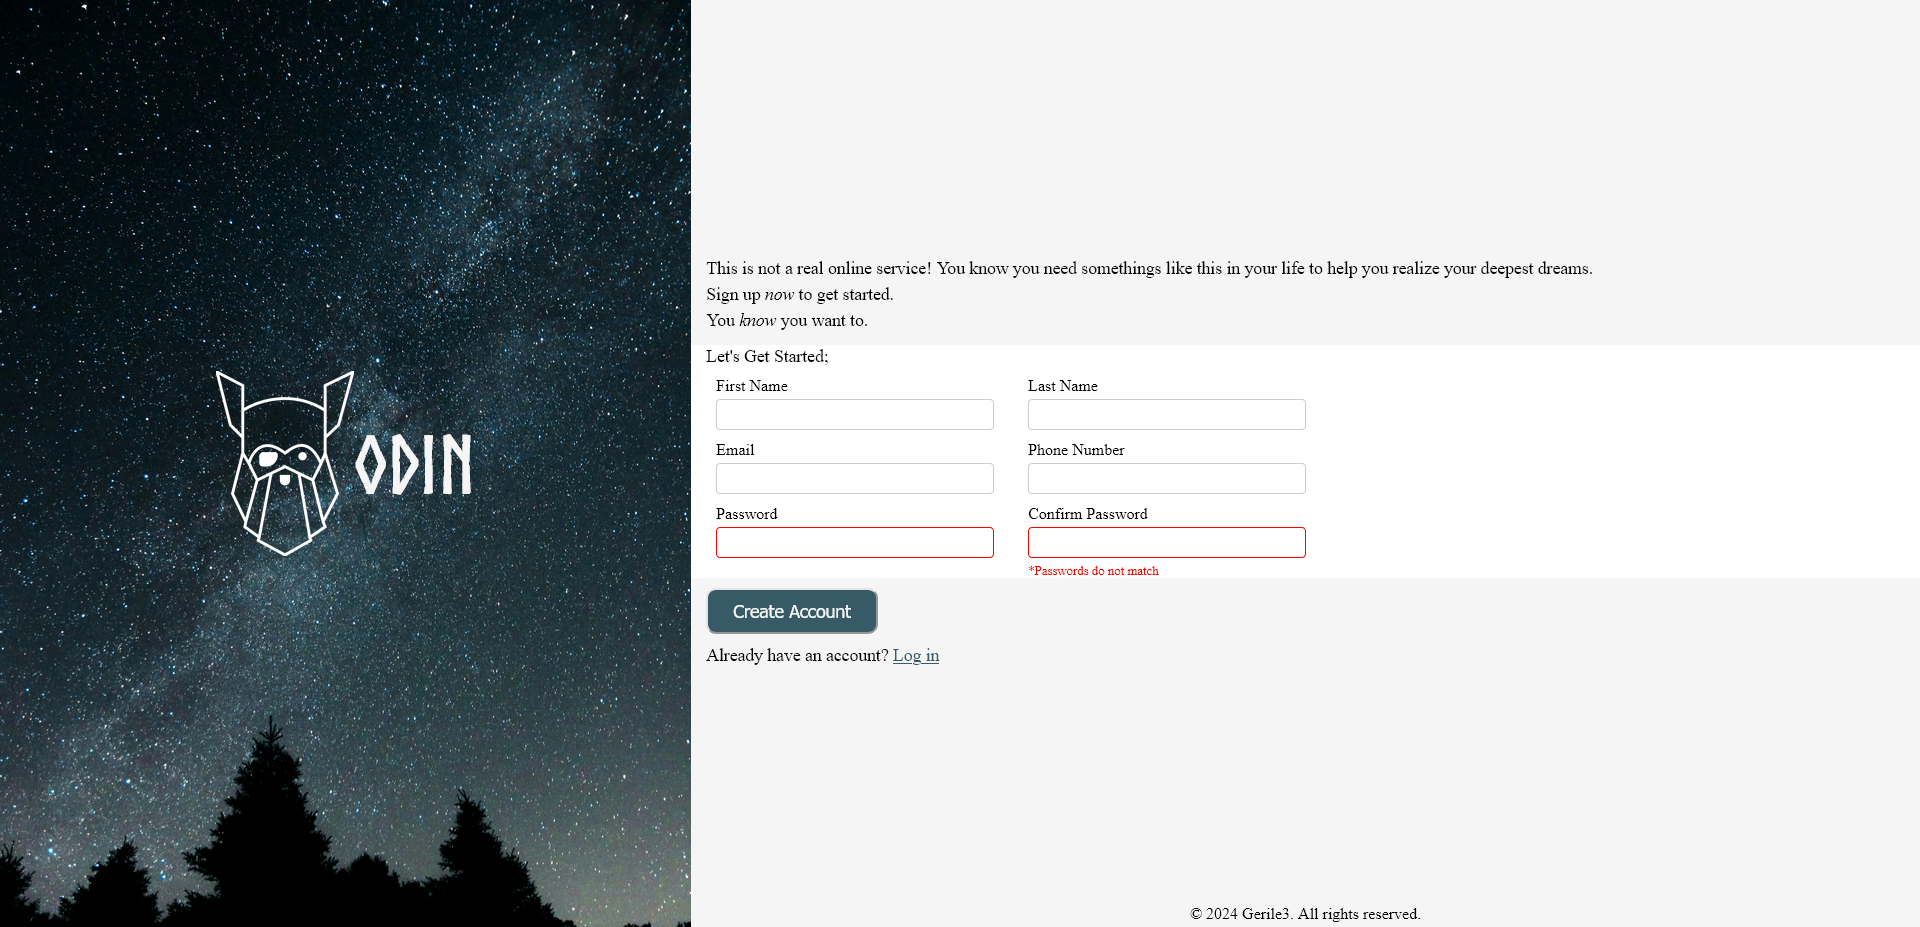 ODIN
This is not a real online service! You know you need somethings like this in your life to help you realize your deepest dreams.
Sign up now to get started.
You know you want to.
Let's Get Started;
First Name
Last Name
Email
Phone Number
Password
Confirm Password
*Passwords do not match
Create Account
Already have an account? Log in
© 2024 Gerile3. All rights reserved.